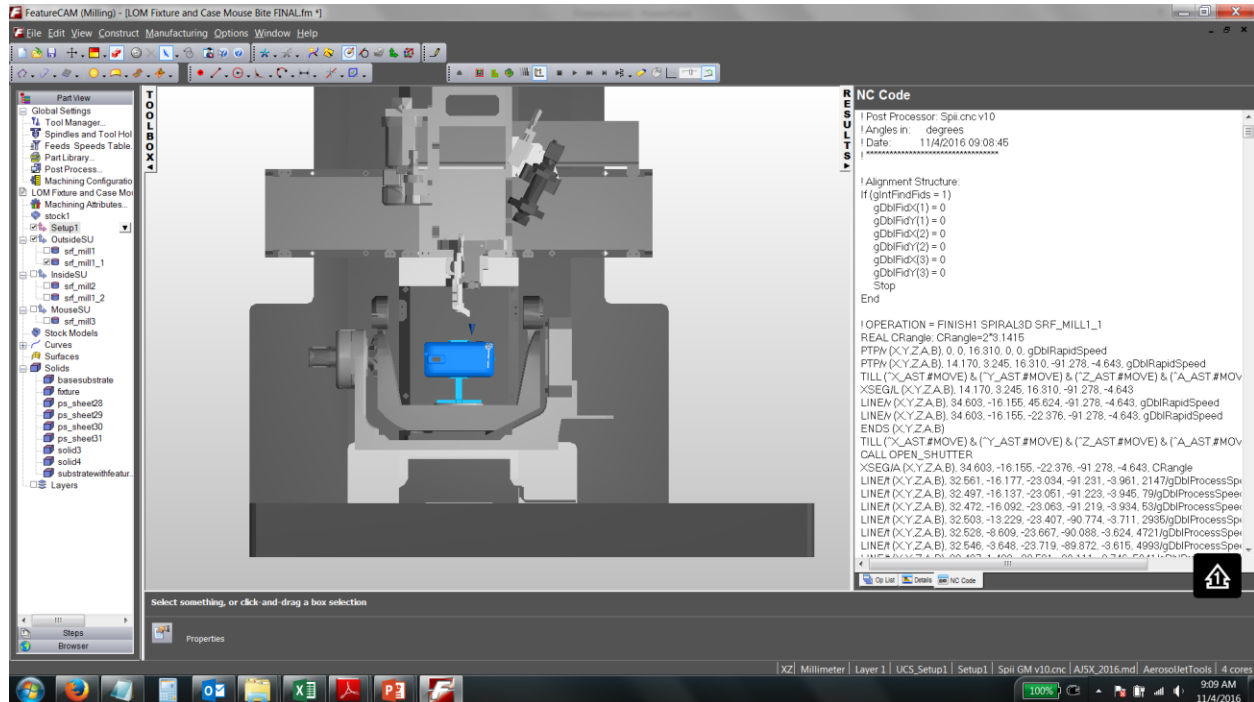 FeatureCAM (Milling) - [LOM Fixture and Case Mouse Bite FINAL.fm *]
File Edit View Construct Manufacturing Options Window Help
Part View
Global Settings
Tool Manager...
Spindles and Tool Hol
Feeds Speeds Table.
Part Library...
Post Process...
Machining Configuratio
LOM Fixture and Case Mo
Machining Attributes...
stock1
Setup1
OutsideSU
srf_mill1
srf_mill1_1
InsideSU
srf_mill2
srf_mill1_2
MouseSU
srf_mill3
Stock Models
Curves
Surfaces
Solids
basesubstrate
fixture
ps_sheet28
ps_sheet29
ps_sheet30
ps_sheet31
solid3
solid4
substratewithfeatur..
Layers
Steps
Browser
TOOLBOX
RESULTS
NC Code
! Post Processor: Spii.cnc v10
! Angles in: degrees
! Date: 11/4/2016 09:08:45
! Alignment Structure:
If (gIntFindFids = 1)
gDblFidX(1) = 0
gDblFidY(1) = 0
gDblFidX(2) = 0
gDblFidY(2) = 0
gDblFidX(3) = 0
gDblFidY(3) = 0
Stop
End
! OPERATION = FINISH1 SPIRAL3D SRF_MILL1_1
REAL CRangle; CRangle=2*3.1415
PTP/v (X,Y,Z,A,B), 0, 0, 16.310, 0, 0, gDblRapidSpeed
PTP/v (X,Y,Z,A,B), 14.170, 3.245, 16.310, -91.278, -4.643, gDblRapidSpeed
TILL (^X_AST.#MOVE) & (^Y_AST.#MOVE) & (^Z_AST.#MOVE) & (^A_AST.#MOV
XSEG/L (X,Y,Z,A,B), 14.170, 3.245, 16.310, -91.278, -4.643
LINE/v (X,Y,Z,A,B), 34.603, -16.155, 45.624, -91.278, -4.643, gDblRapidSpeed
LINE/v (X,Y,Z,A,B), 34.603, -16.155, -22.376, -91.278, -4.643, gDblRapidSpeed
ENDS (X,Y,Z,A,B)
TILL (^X_AST.#MOVE) & (^Y_AST.#MOVE) & (^Z_AST.#MOVE) & (^A_AST.#MOV
CALL OPEN_SHUTTER
XSEG/A (X,Y,Z,A,B), 34.603, -16.155, -22.376, -91.278, -4.643, CRangle
LINE/t (X,Y,Z,A,B), 32.561, -16.177, -23.034, -91.231, -3.961, 2147/gDblProcessSpe
LINE/t (X,Y,Z,A,B), 32.497, -16.137, -23.051, -91.223, -3.945, 79/gDblProcessSpee
LINE/t (X,Y,Z,A,B), 32.472, -16.092, -23.063, -91.219, -3.934, 53/gDblProcessSpee
LINE/t (X,Y,Z,A,B), 32.503, -13.229, -23.407, -90.774, -3.711, 2935/gDblProcessSp
LINE/t (X,Y,Z,A,B), 32.528, -8.609, -23.667, -90.088, -3.624, 4721/gDblProcessSpe
LINE/t (X,Y,Z,A,B), 32.546, -3.648, -23.719, -89.872, -3.615, 4993/gDblProcessSpe
Op List Details NC Code
Select something, or click-and-drag a box selection
Properties
XZ Millimeter Layer 1 UCS_Setup1 Setup1 Spii GM v10.cnc AJ5X_2016.md AerosolJetTools 4 cores
100%
9:09 AM
11/4/2016